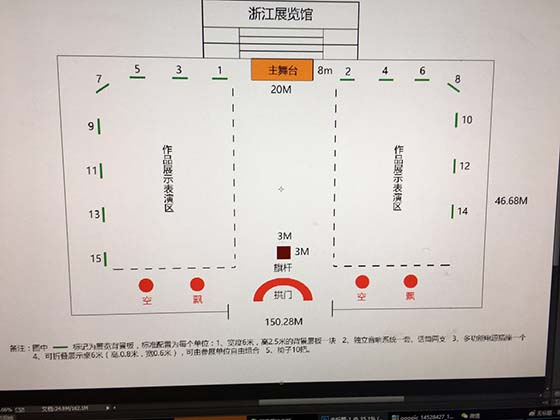 浙江展览馆
主舞台
8m
20M
7
5
3
1
2
4
6
8
9
11
13
15
10
12
14
作品展示表演区
作品展示表演区
46.68M
3M
3M
旗杆
拱门
空
飘
空
飘
150.28M
备注：图中 标记为展览背景板，标准配置为每个单位：1、宽度6米，高2.5米的背景展板一块 2、独立音响系统一套、话筒两支 3、多功能电源插座一个
4、可折叠展示桌6米（高.0.8米，宽0.6米），可由参展单位自由组合 5、椅子10把。